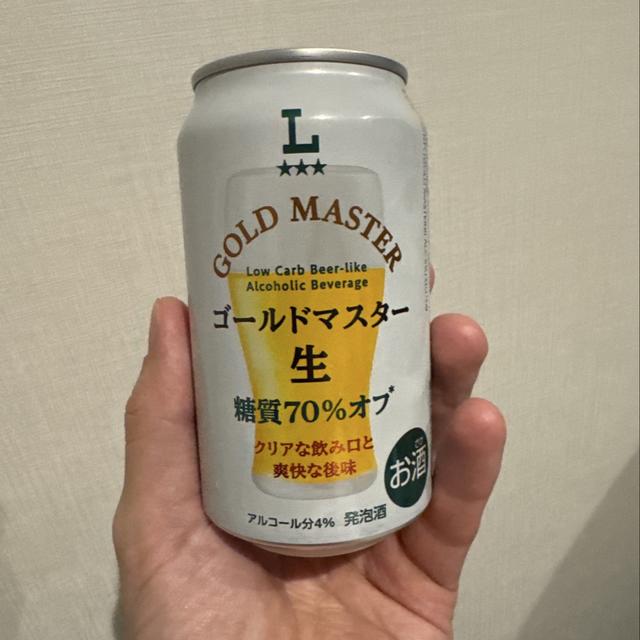 L
GOLD MASTER
Low Carb Beer-like
Alcoholic Beverage
ゴールドマスター
生
糖質70%オフ*
クリアな飲み口と
爽快な後味
お酒
アルコール分4% 発泡酒